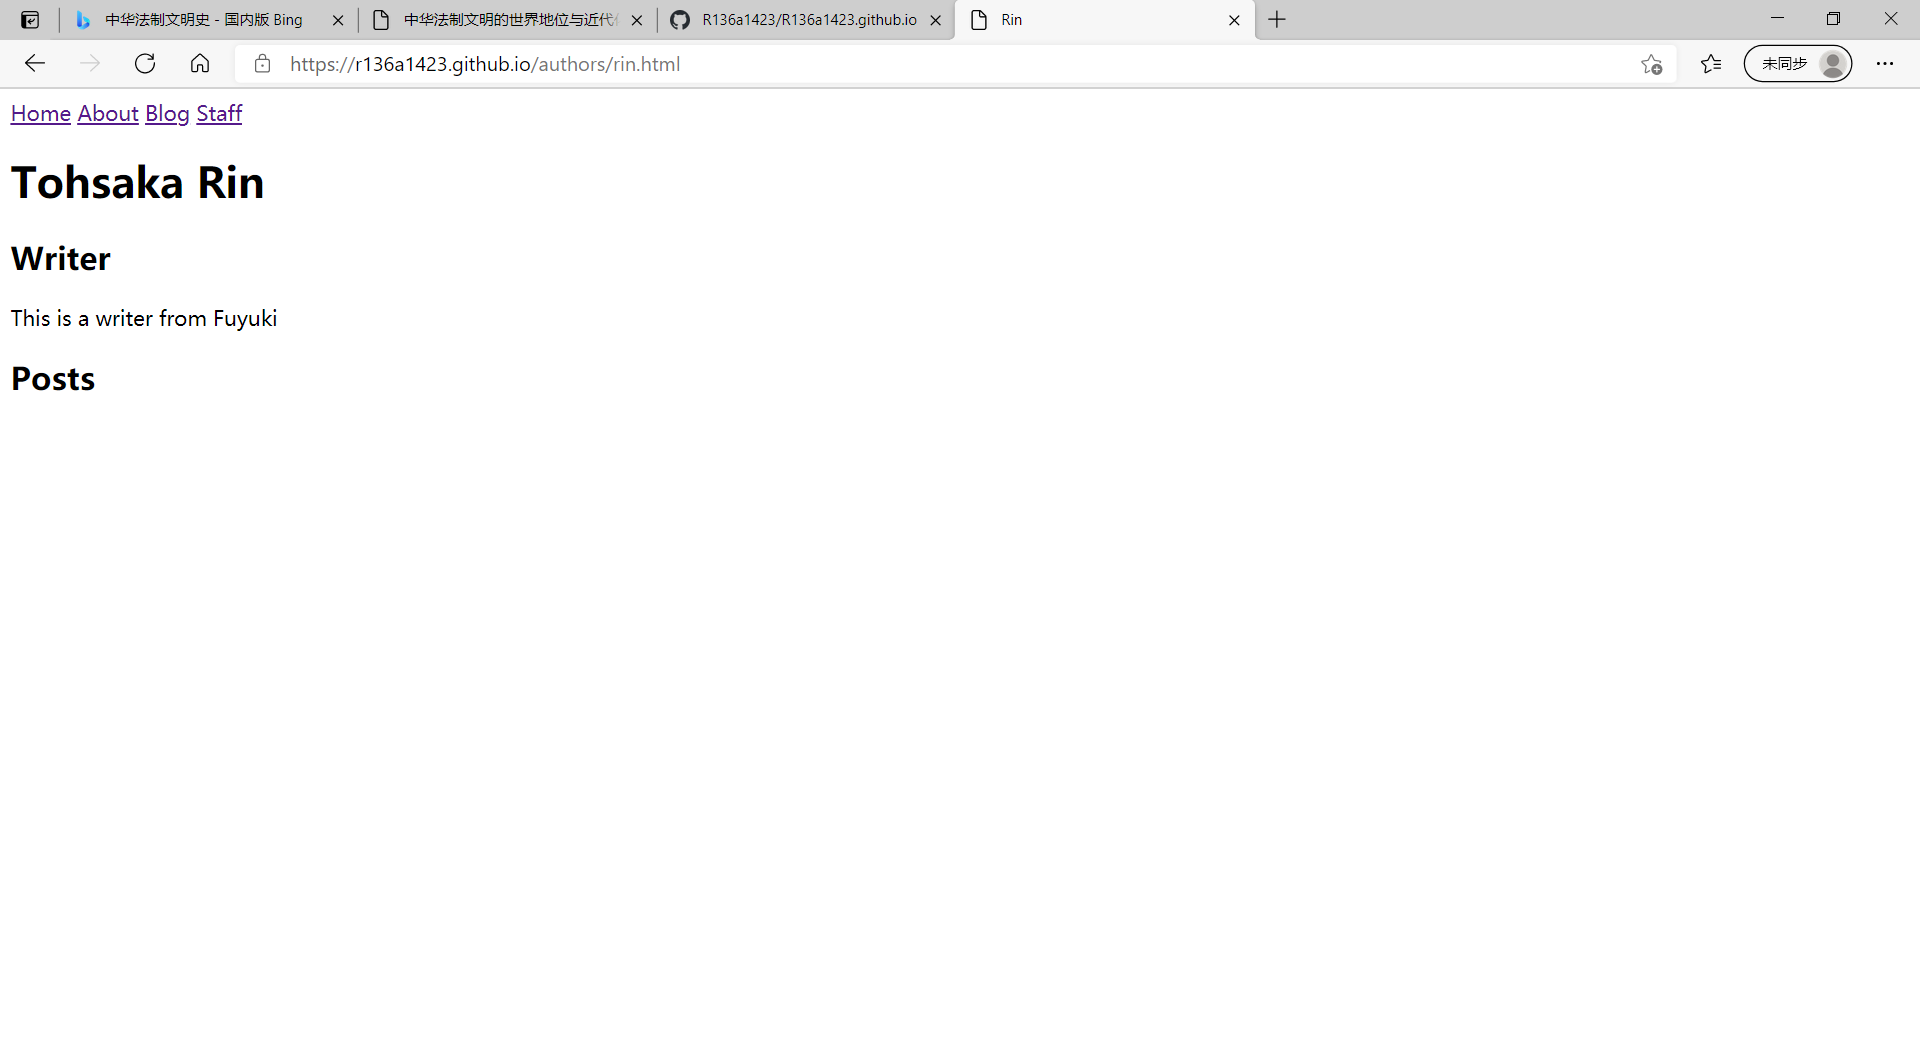 中华法制文明史 - 国内版 Bing
中华法制文明的世界地位与近代
R136a1423/R136a1423.github.io
Rin
https://r136a1423.github.io/authors/rin.html
未同步
Home About Blog Staff
Tohsaka Rin
Writer
This is a writer from Fuyuki
Posts